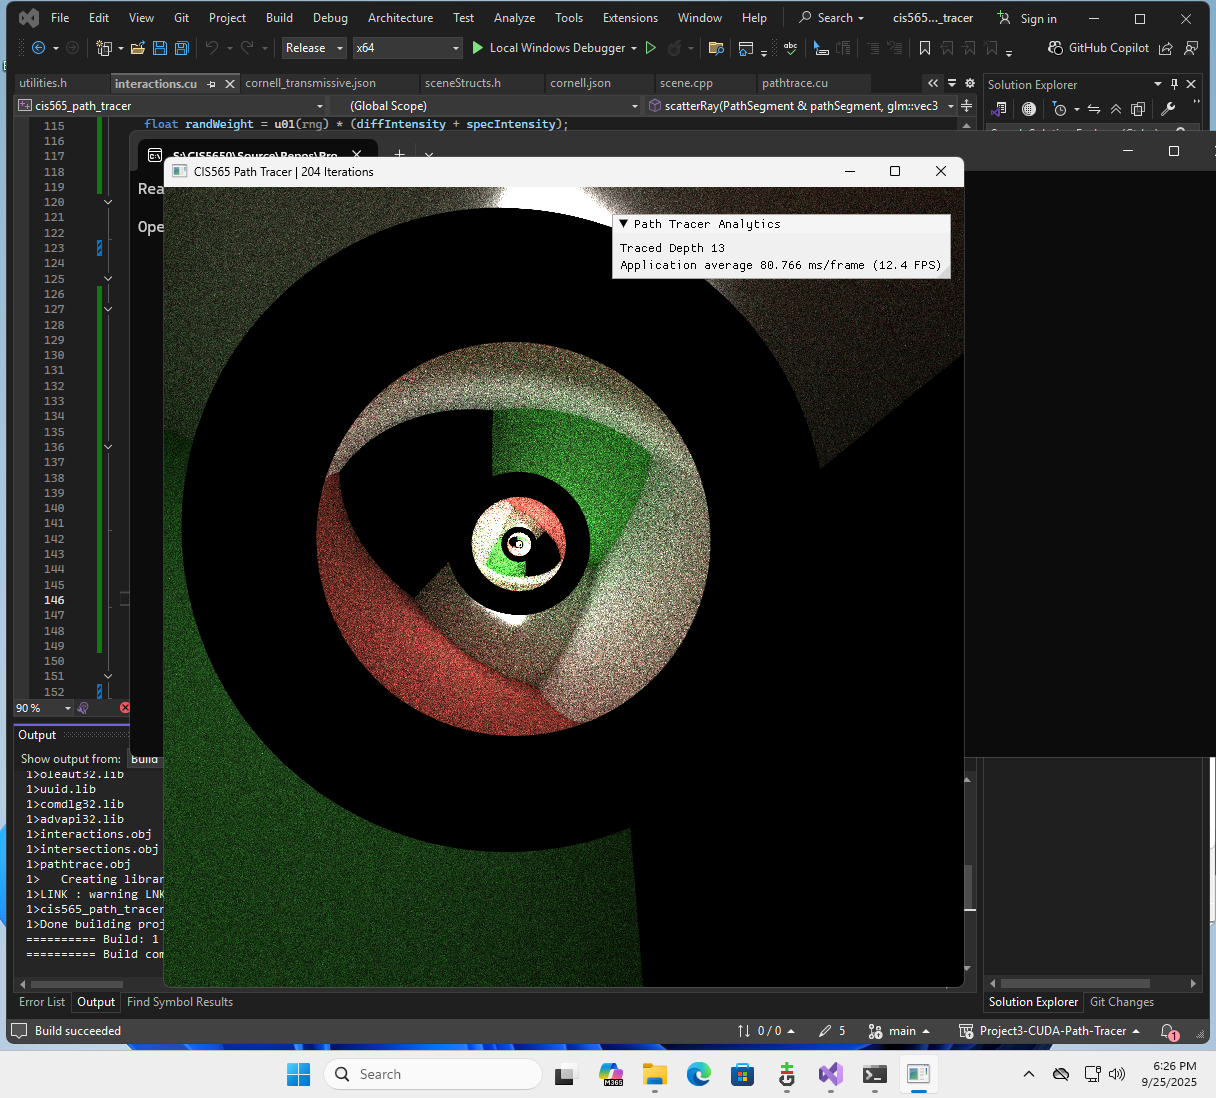 File Edit View Git Project Build Debug Architecture Test Analyze Tools Extensions Window Help Search cis565..._tracer Sign in
Release x64 Local Windows Debugger GitHub Copilot
utilities.h interactions.cu cornell_transmissive.json sceneStructs.h cornell.json scene.cpp pathtrace.cu Solution Explorer
cis565_path_tracer (Global Scope) scatterRay(PathSegment & pathSegment, glm::vec3
115 float randWeight = u01(rng) * (diffIntensity + specIntensity);
116
117
118
119
120
121
122
123
124
125
126
127
128
129
130
131
132
133
134
135
136
137
138
139
140
141
142
143
144
145
146
147
148
149
150
151
152
S:\CIS5650\Source\Repos\Pro
Rea
Ope
CIS565 Path Tracer | 204 Iterations
Path Tracer Analytics
Traced Depth 13
Application average 80.766 ms/frame (12.4 FPS)
90 %
Output
Show output from: Build
1>oleaut32.lib
1>uuid.lib
1>comdlg32.lib
1>advapi32.lib
1>interactions.obj
1>intersections.obj
1>pathtrace.obj
1> Creating librar
1>LINK : warning LNK
1>cis565_path_tracer
1>Done building proj
========== Build: 1
========== Build com
Error List Output Find Symbol Results Solution Explorer Git Changes
Build succeeded 0 / 0 5 main Project3-CUDA-Path-Tracer 1
Search M365 6:26 PM
9/25/2025